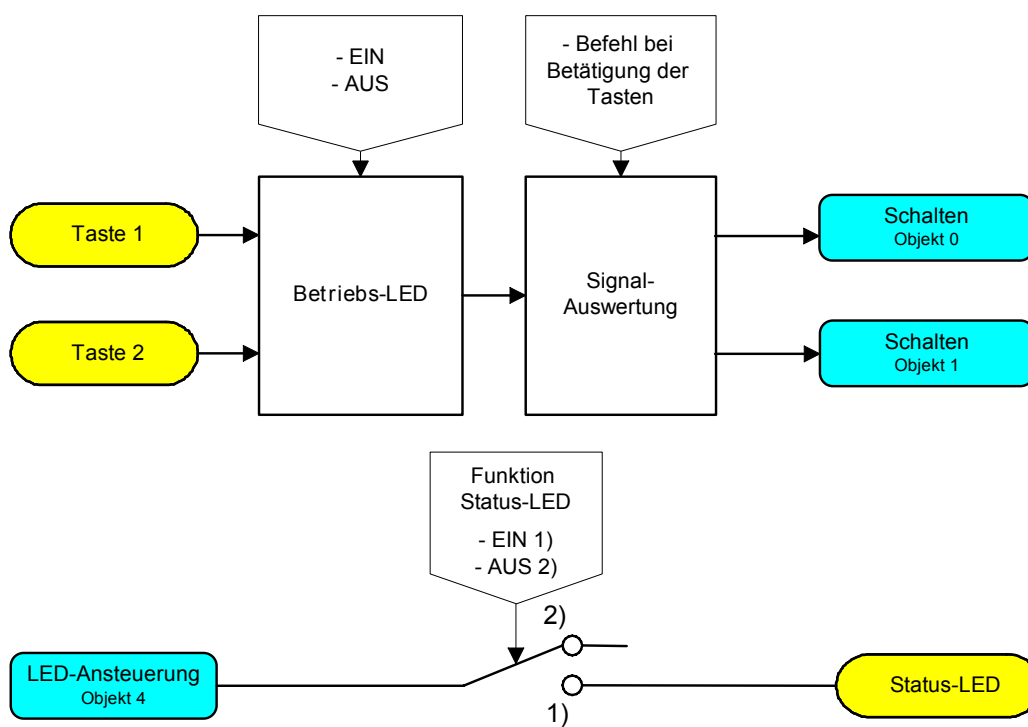 - EIN
- AUS
- Befehl bei
Betätigung der
Tasten
Taste 1
Taste 2
Betriebs-LED
Signal-
Auswertung
Schalten
Objekt 0
Schalten
Objekt 1
Funktion
Status-LED
- EIN 1)
- AUS 2)
2)
LED-Ansteuerung
Objekt 4
1)
Status-LED